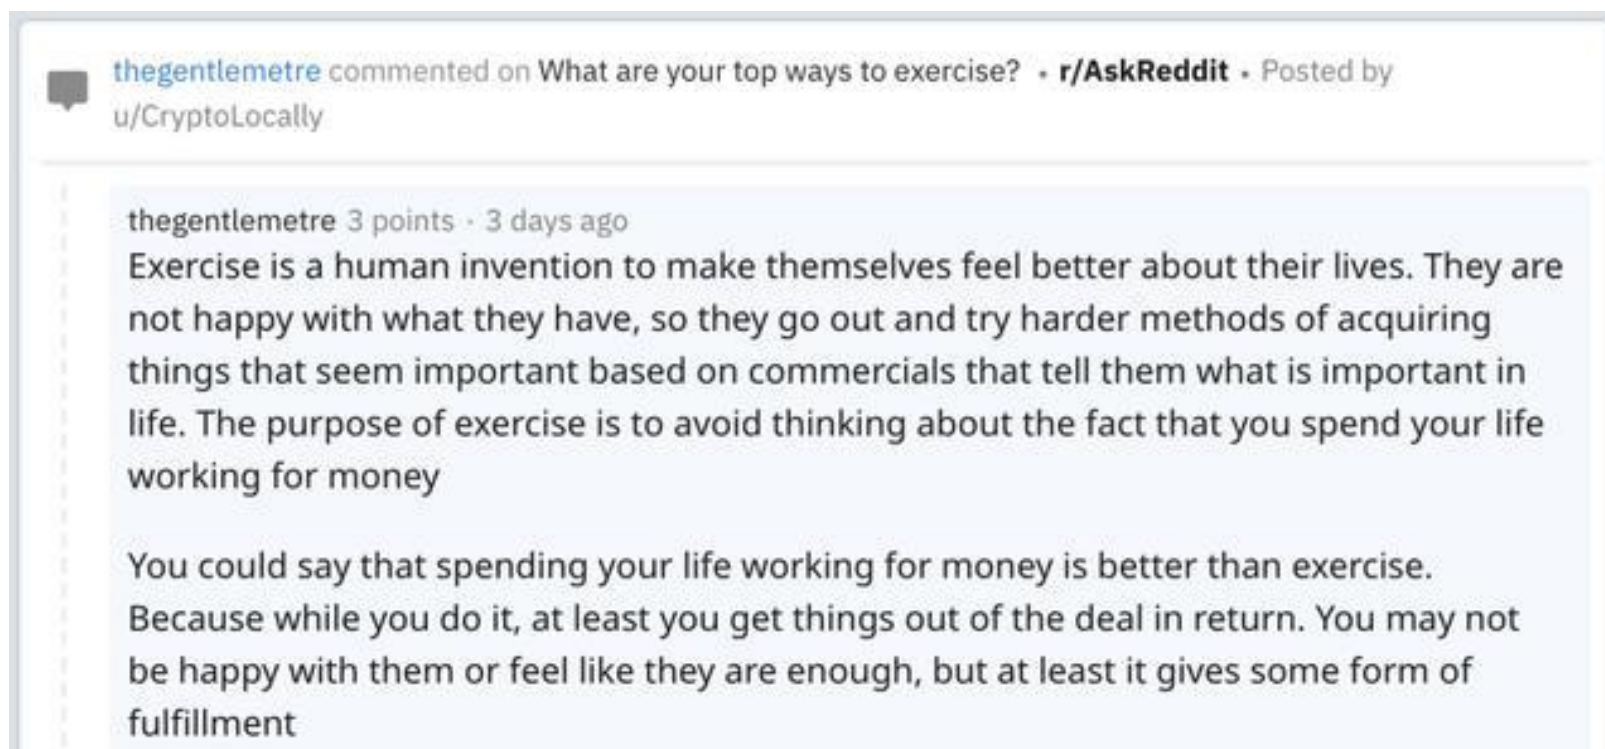 thegentlemetre commented on What are your top ways to exercise? • r/AskReddit • Posted by
u/CryptoLocally
thegentlemetre 3 points · 3 days ago
Exercise is a human invention to make themselves feel better about their lives. They are
not happy with what they have, so they go out and try harder methods of acquiring
things that seem important based on commercials that tell them what is important in
life. The purpose of exercise is to avoid thinking about the fact that you spend your life
working for money
You could say that spending your life working for money is better than exercise.
Because while you do it, at least you get things out of the deal in return. You may not
be happy with them or feel like they are enough, but at least it gives some form of
fulfillment